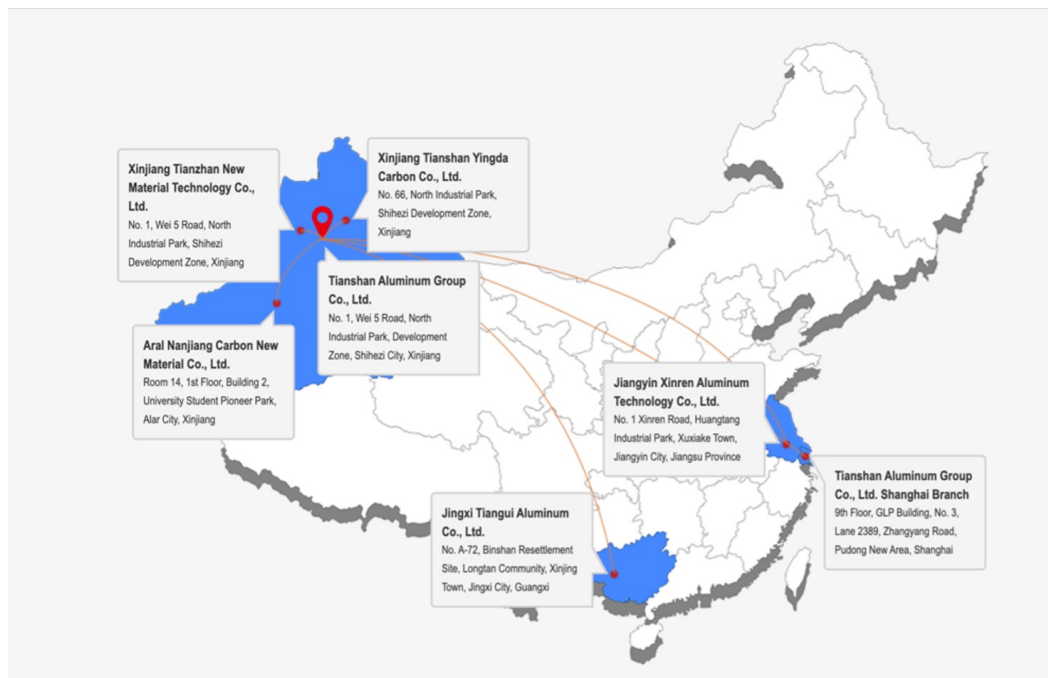 Xinjiang Tianzhan New
Material Technology Co.,
Ltd.
No. 1, Wei 5 Road, North
Industrial Park, Shihezi
Development Zone, Xinjiang
Xinjiang Tianshan Yingda
Carbon Co., Ltd.
No. 66, North Industrial Park,
Shihezi Development Zone,
Xinjiang
Tianshan Aluminum Group
Co., Ltd.
No. 1, Wei 5 Road, North
Industrial Park, Development
Zone, Shihezi City, Xinjiang
Aral Nanjiang Carbon New
Material Co., Ltd.
Room 14, 1st Floor, Building 2,
University Student Pioneer Park,
Alar City, Xinjiang
Jiangyin Xinren Aluminum
Technology Co., Ltd.
No. 1 Xinren Road, Huangtang
Industrial Park, Xuxiake Town,
Jiangyin City, Jiangsu Province
Tianshan Aluminum Group
Co., Ltd. Shanghai Branch
9th Floor, GLP Building, No. 3,
Lane 2389, Zhangyang Road,
Pudong New Area, Shanghai
Jingxi Tiangui Aluminum
Co., Ltd.
No. A-72, Binshan Resettlement
Site, Longtan Community, Xinjing
Town, Jingxi City, Guangxi